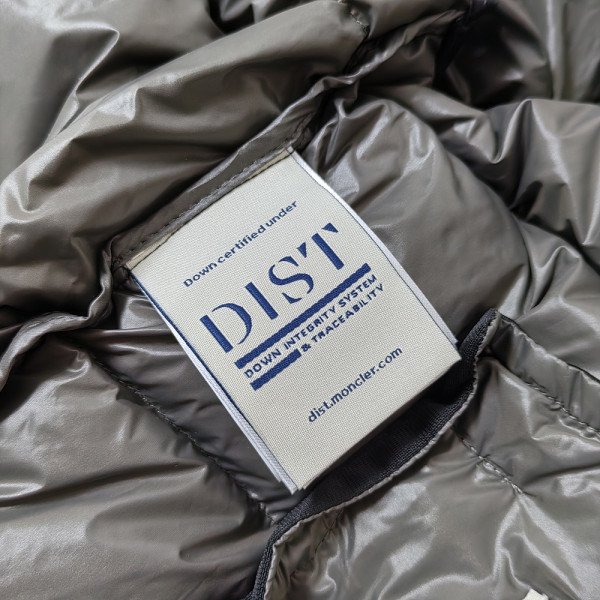 Down certified under
DIST
DOWN INTEGRITY SYSTEM
& TRACEABILITY
dist.moncler.com